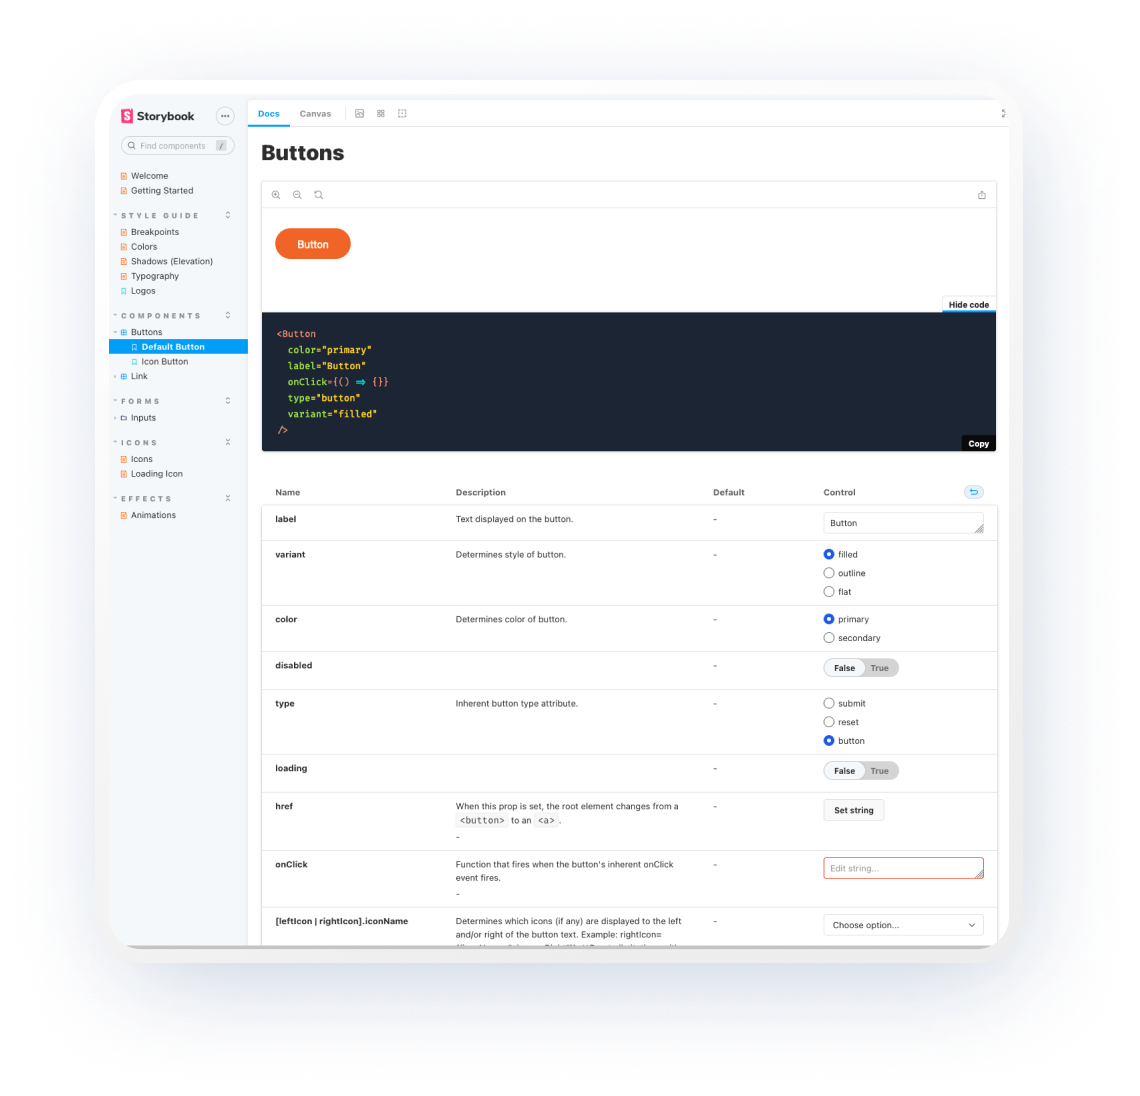 Storybook
Find components /
Welcome
Getting Started
STYLE GUIDE
Breakpoints
Colors
Shadows (Elevation)
Typography
Logos
COMPONENTS
Buttons
Default Button
Icon Button
Link
FORMS
Inputs
ICONS
Icons
Loading Icon
EFFECTS
Animations
Docs Canvas
Buttons
Button
Hide code
<Button
color="primary"
label="Button"
onClick={() => {}}
type="button"
variant="filled"
/>
Copy
Name Description Default Control
label Text displayed on the button. - Button
variant Determines style of button. - filled
outline
flat
color Determines color of button. - primary
secondary
disabled - False True
type Inherent button type attribute. - submit
reset
button
loading - False True
href When this prop is set, the root element changes from a - Set string
<button> to an <a>.
-
onClick Function that fires when the button's inherent onClick - Edit string...
event fires.
-
[leftIcon | rightIcon].iconName Determines which icons (if any) are displayed to the left - Choose option...
and/or right of the button text. Example: rightIcon=